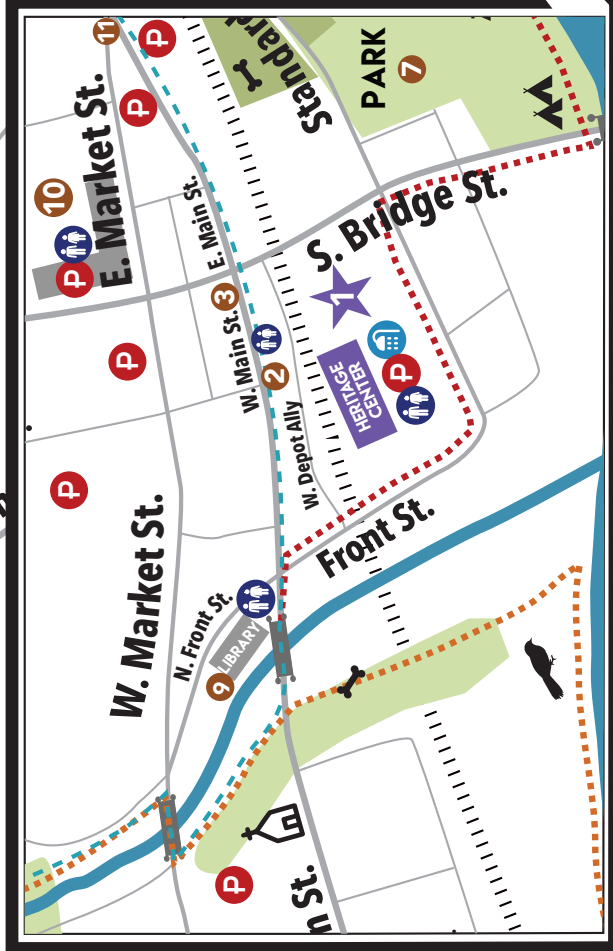 11
P
P
Standard
PARK
7
E. Market St.
10
P
E. Main St.
S. Bridge St.
3
W. Main St.
1
P
2
HERITAGE
CENTER
P
W. Depot Ally
P
W. Market St.
Front St.
N. Front St.
LIBRARY
9
P
n St.